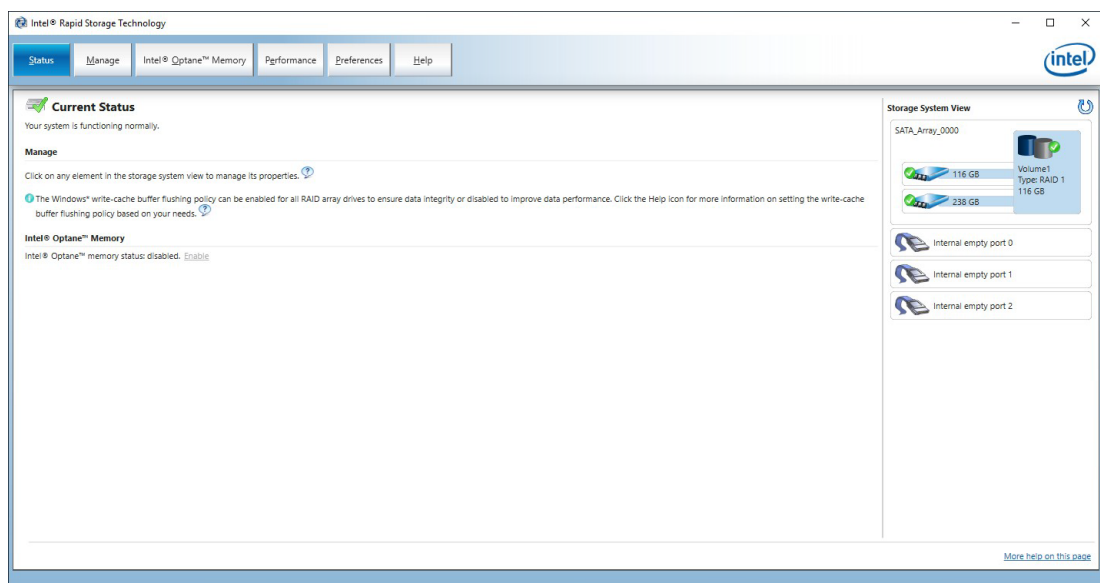 Intel® Rapid Storage Technology
Status
Manage
Intel® Optane™ Memory
Performance
Preferences
Help
intel
Current Status
Your system is functioning normally.
Manage
Click on any element in the storage system view to manage its properties.
The Windows* write-cache buffer flushing policy can be enabled for all RAID array drives to ensure data integrity or disabled to improve data performance. Click the Help icon for more information on setting the write-cache
buffer flushing policy based on your needs.
Intel® Optane™ Memory
Intel® Optane™ memory status: disabled. Enable
Storage System View
SATA_Array_0000
116 GB
238 GB
Volume1
Type: RAID 1
116 GB
Internal empty port 0
Internal empty port 1
Internal empty port 2
More help on this page